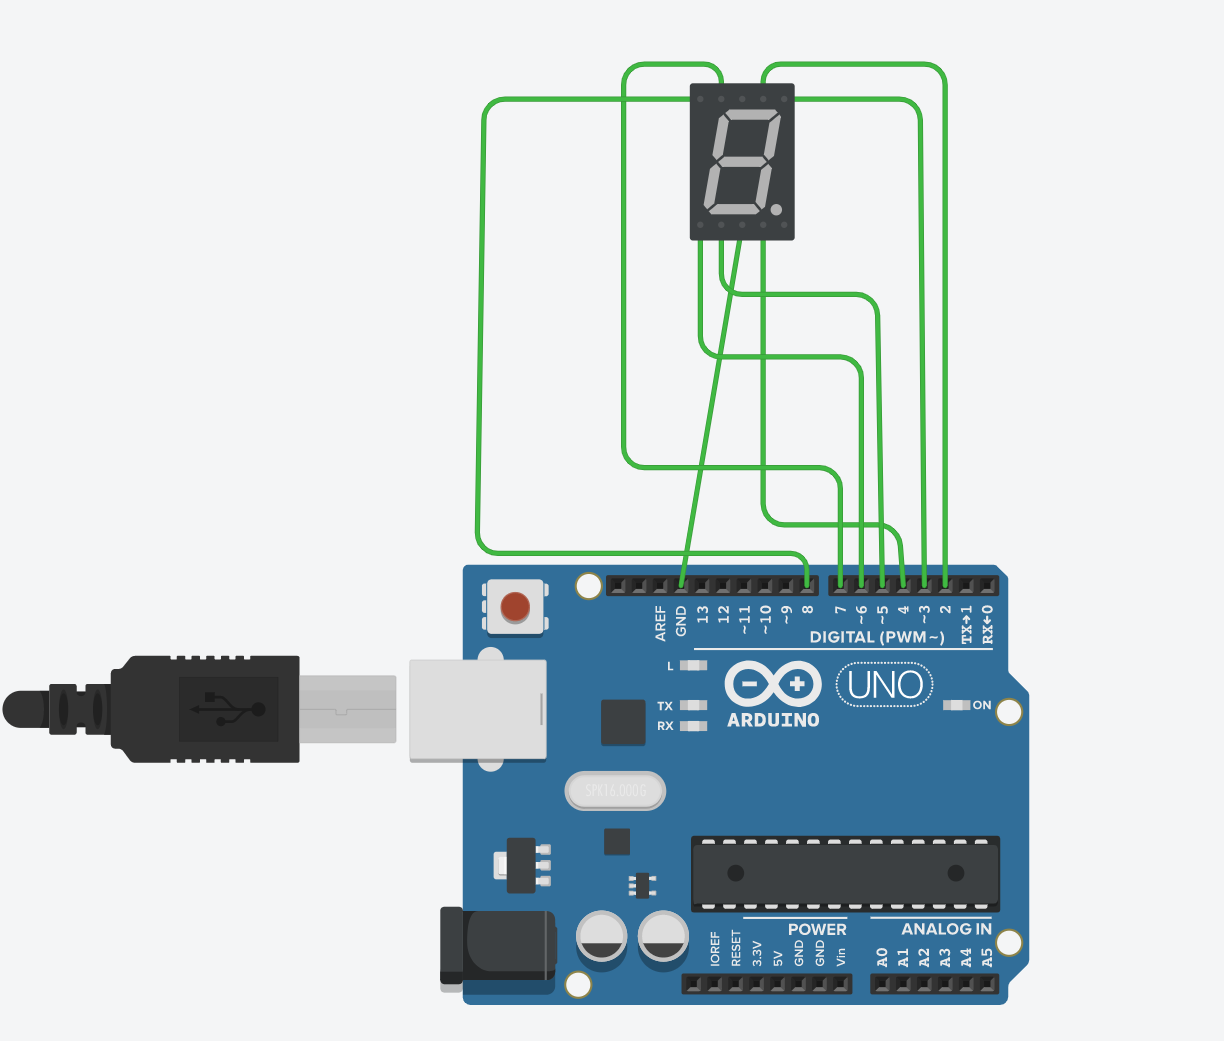 AREF
GND
13
12
~11
~10
~9
8
7
~6
~5
4
~3
2
TX→1
RX←0
DIGITAL (PWM~)
L
TX
RX
ARDUINO
UNO
ON
SPK16.000G
POWER
ANALOG IN
IOREF
RESET
3.3V
5V
GND
GND
Vin
A0
A1
A2
A3
A4
A5